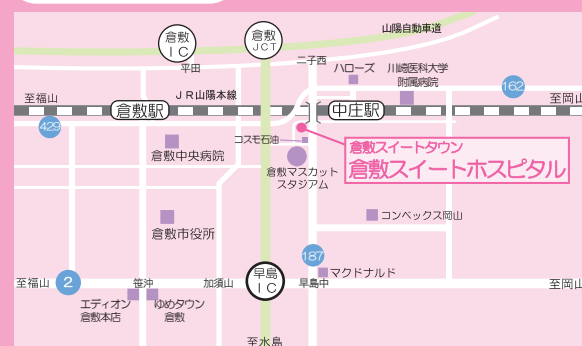 山陽自動車道
倉敷
IC
倉敷
JCT
平田
二子西
ハローズ
川崎医科大学
附属病院
162
至福山
JR山陽本線
至岡山
倉敷駅
中庄駅
429
コスモ石油
倉敷中央病院
倉敷マスカット
スタジアム
倉敷スイートタウン
倉敷スイートホスピタル
倉敷市役所
コンベックス岡山
187
マクドナルド
至福山
2
笹沖
加須山
早島
IC
早島中
至岡山
エディオン
倉敷本店
ゆめタウン
倉敷
至水島